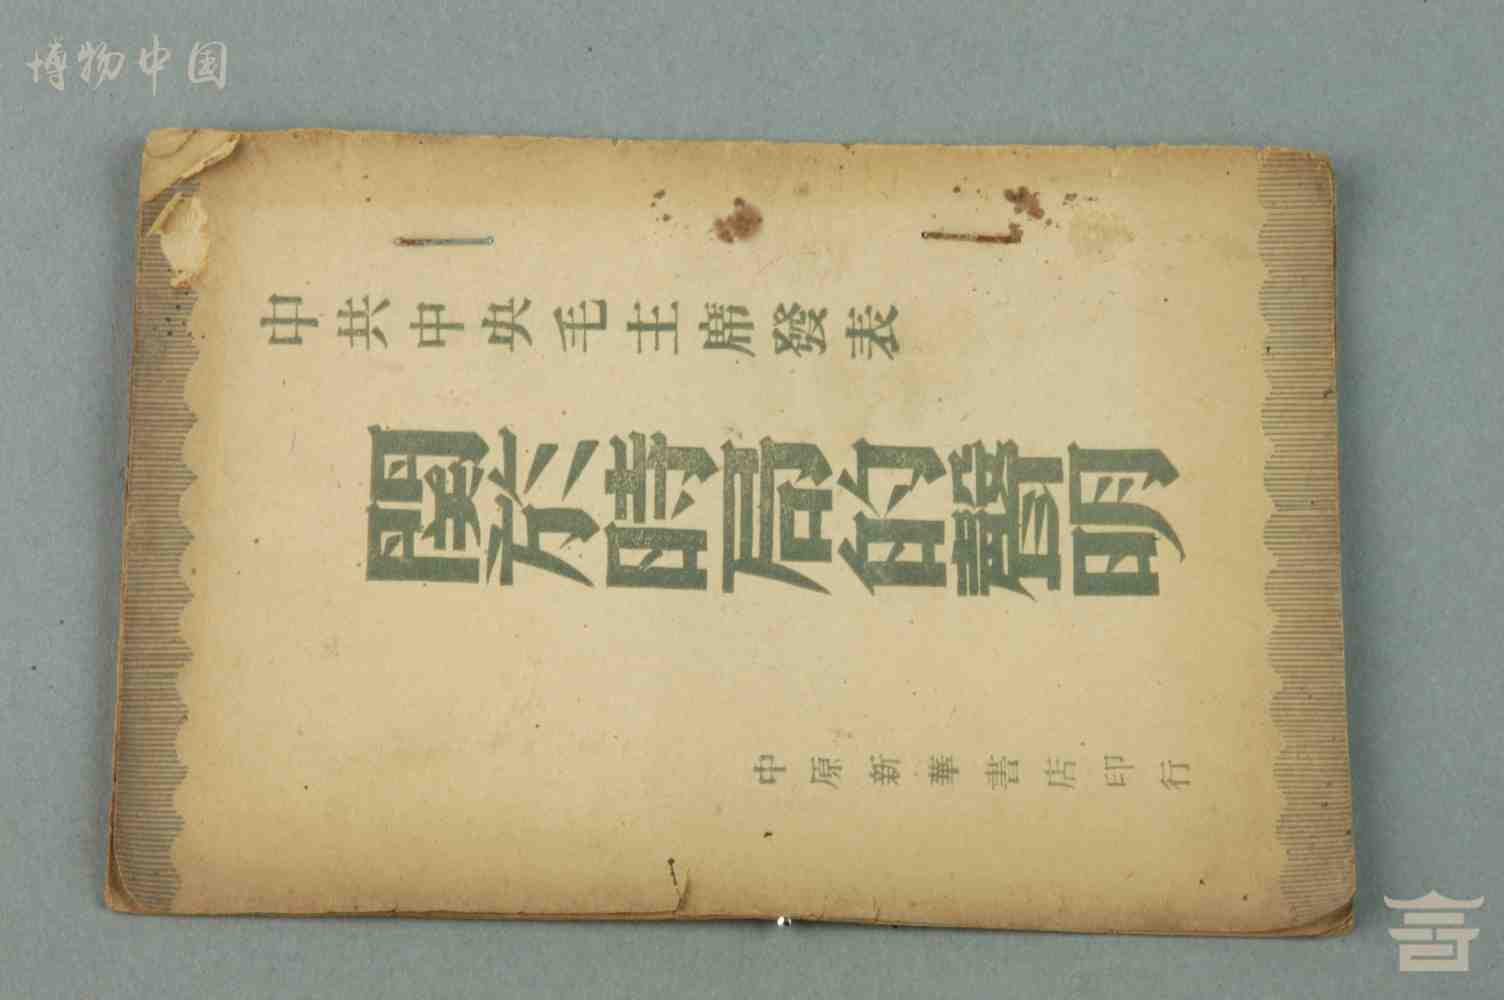 博物中国
中共中央毛主席發表
關於時局的聲明
中原新華書店印行